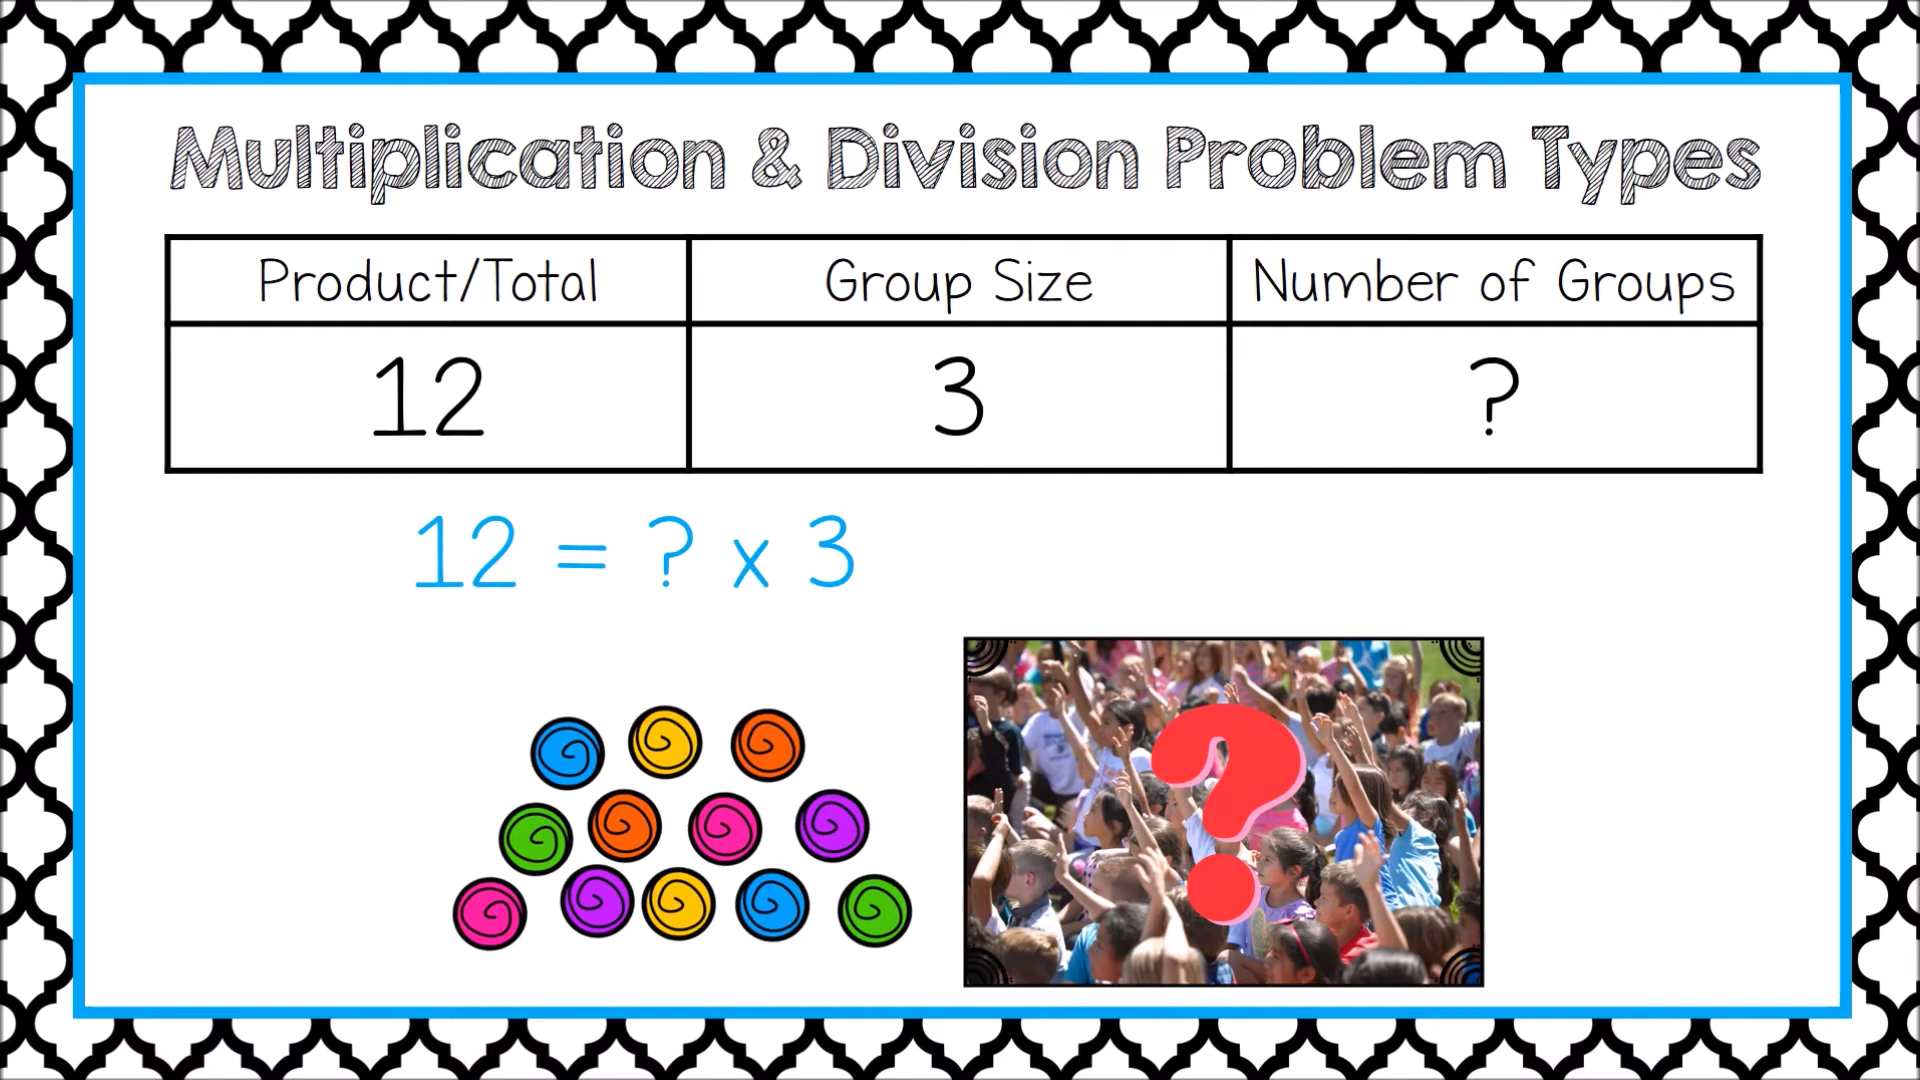 Multiplication & Division Problem Types
Product/Total Group Size Number of Groups
12 3 ?
12 = ? x 3
?